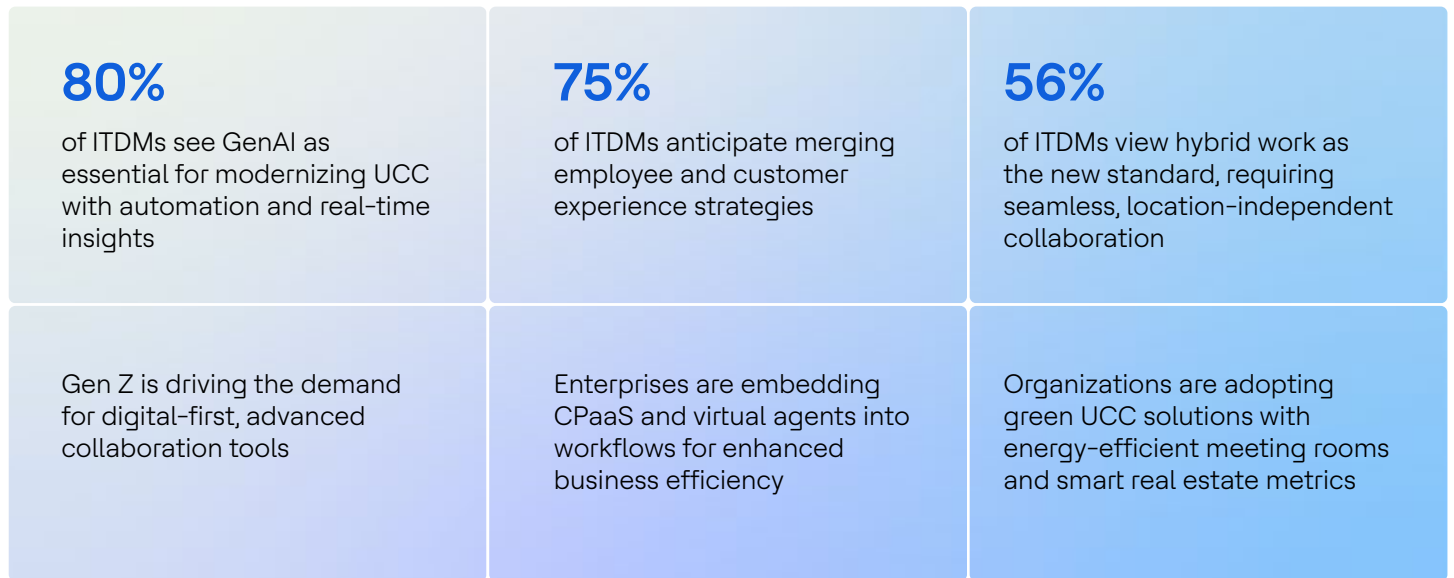 80%
of ITDMs see GenAI as
essential for modernizing UCC
with automation and real-time
insights
75%
of ITDMs anticipate merging
employee and customer
experience strategies
56%
of ITDMs view hybrid work as
the new standard, requiring
seamless, location-independent
collaboration
Gen Z is driving the demand
for digital-first, advanced
collaboration tools
Enterprises are embedding
CPaaS and virtual agents into
workflows for enhanced
business efficiency
Organizations are adopting
green UCC solutions with
energy-efficient meeting rooms
and smart real estate metrics